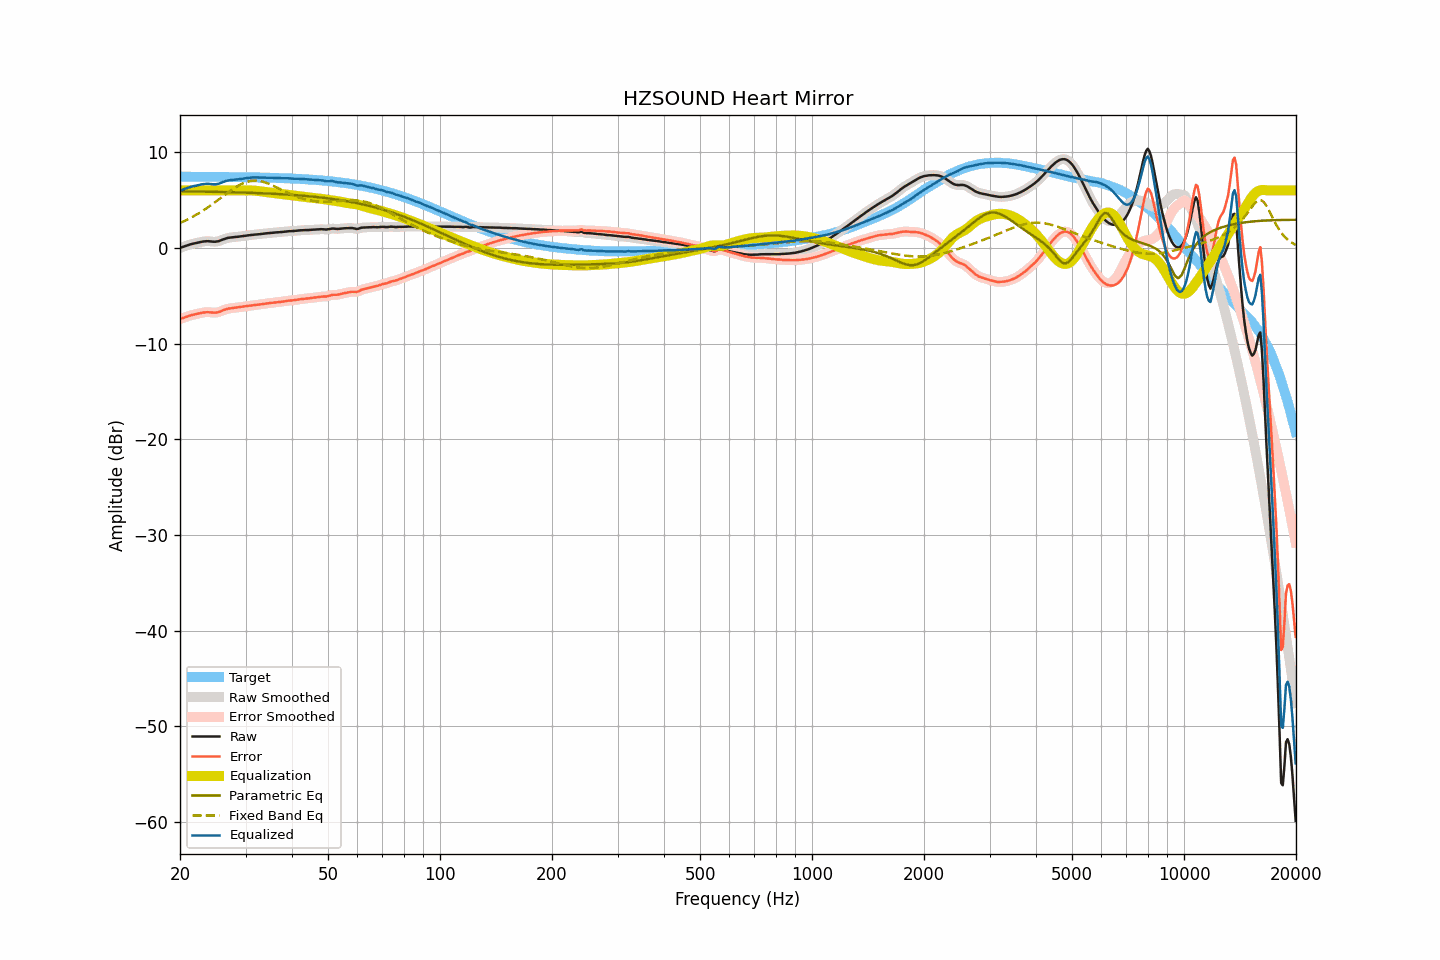 HZSOUND Heart Mirror
Amplitude (dBr)
10
0
−10
−20
−30
−40
−50
−60
Target
Raw Smoothed
Error Smoothed
Raw
Error
Equalization
Parametric Eq
Fixed Band Eq
Equalized
20 50 100 200 500 1000 2000 5000 10000 20000
Frequency (Hz)